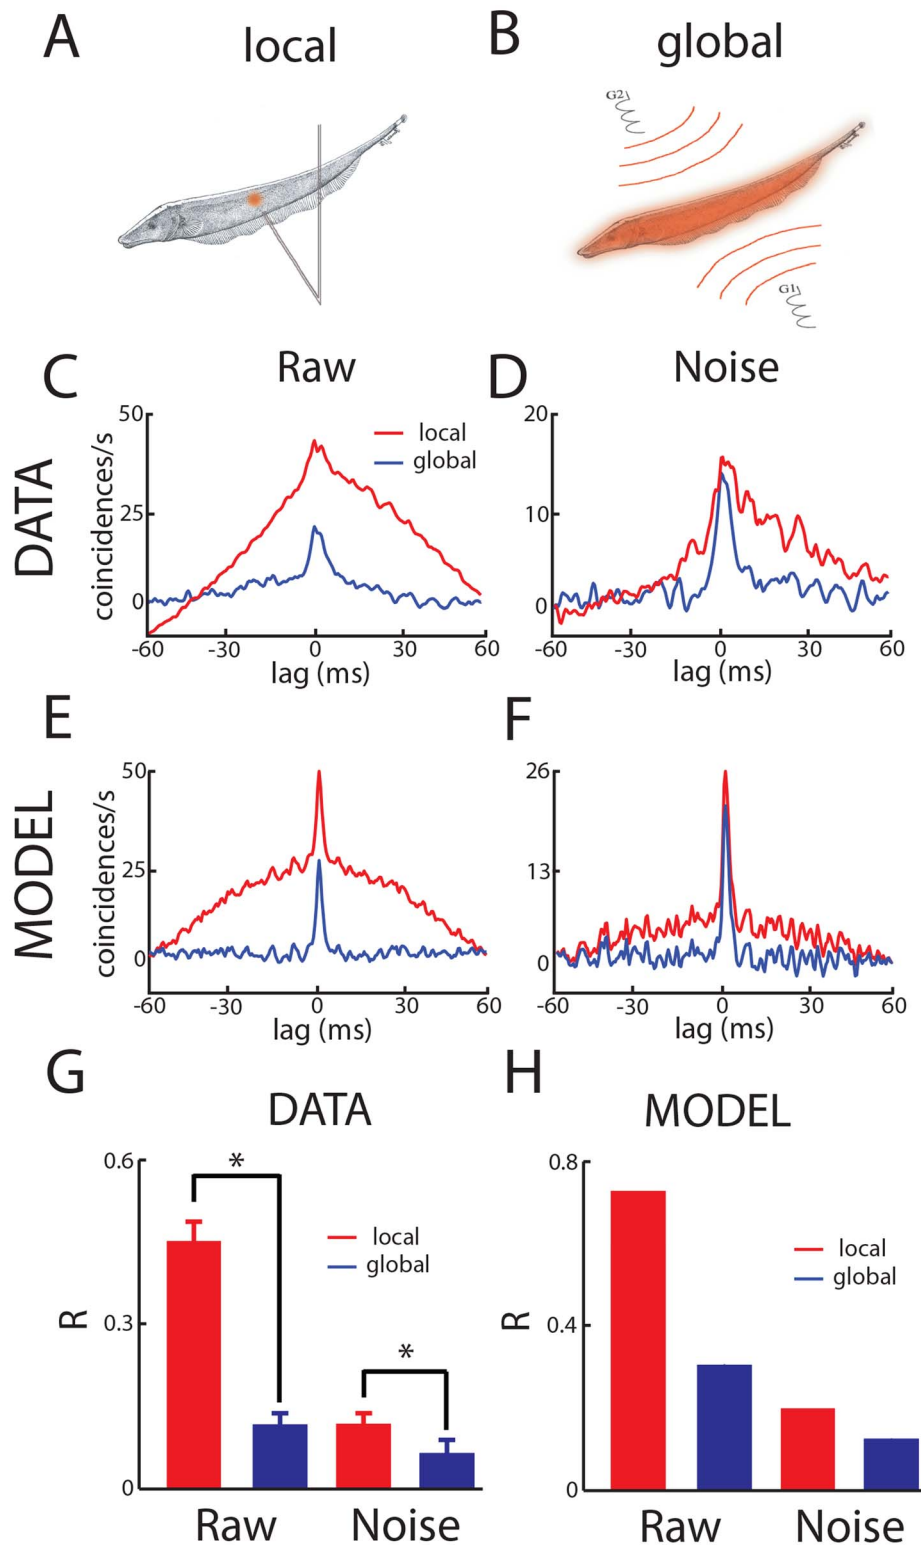 A local B global
G2
G1
C Raw D Noise
DATA
coincidences/s
50
25
0
local
global
-60 -30 0 30 60
lag (ms)
20
10
0
-60 -30 0 30 60
lag (ms)
E F
MODEL
coincidences/s
50
25
0
-60 -30 0 30 60
lag (ms)
26
13
0
-60 -30 0 30 60
lag (ms)
G DATA
R
0.6
0.3
0
*
*
local
global
Raw Noise
H MODEL
R
0.8
0.4
0
local
global
Raw Noise